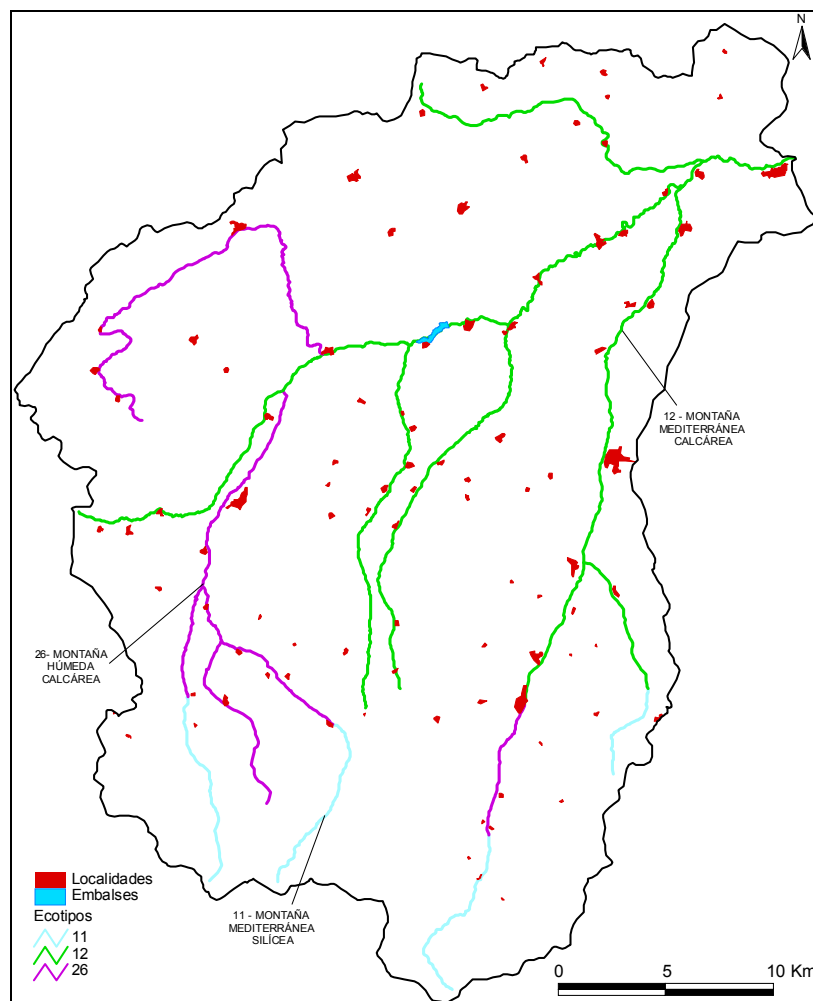 N
12 - MONTAÑA
MEDITERRÁNEA
CALCÁREA
26- MONTAÑA
HÚMEDA
CALCÁREA
11 - MONTAÑA
MEDITERRÁNEA
SILÍCEA
Localidades
Embalses
Ecotipos
11
12
26
0 5 10 Km